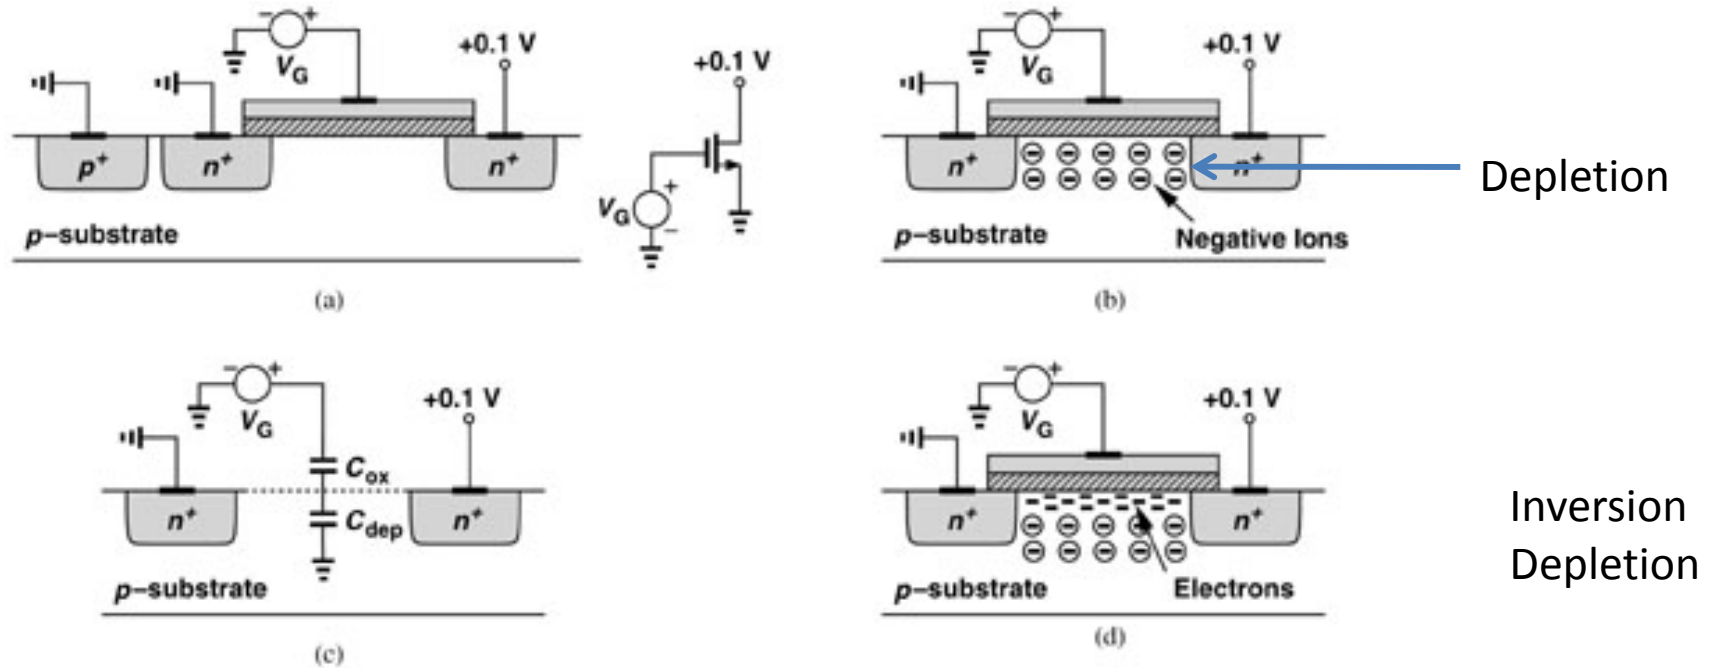 − +
V_G
+0.1 V
p⁺
n⁺
n⁺
p−substrate
(a)
+0.1 V
V_G
+
−
− +
V_G
+0.1 V
n⁺
n⁺
p−substrate
Negative Ions
(b)
Depletion
− +
V_G
+0.1 V
C_ox
C_dep
n⁺
n⁺
p−substrate
(c)
− +
V_G
+0.1 V
n⁺
n⁺
p−substrate
Electrons
(d)
Inversion
Depletion